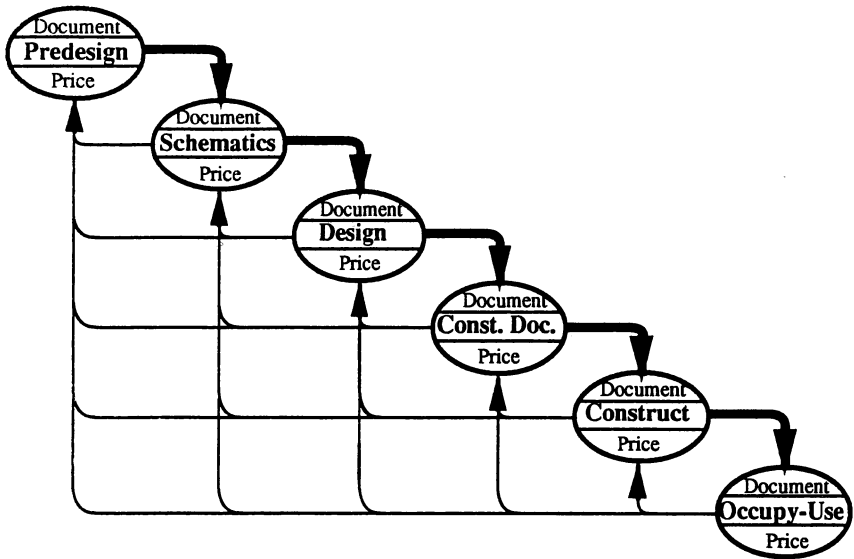 Document
Predesign
Price
Document
Schematics
Price
Document
Design
Price
Document
Const. Doc.
Price
Document
Construct
Price
Document
Occupy-Use
Price